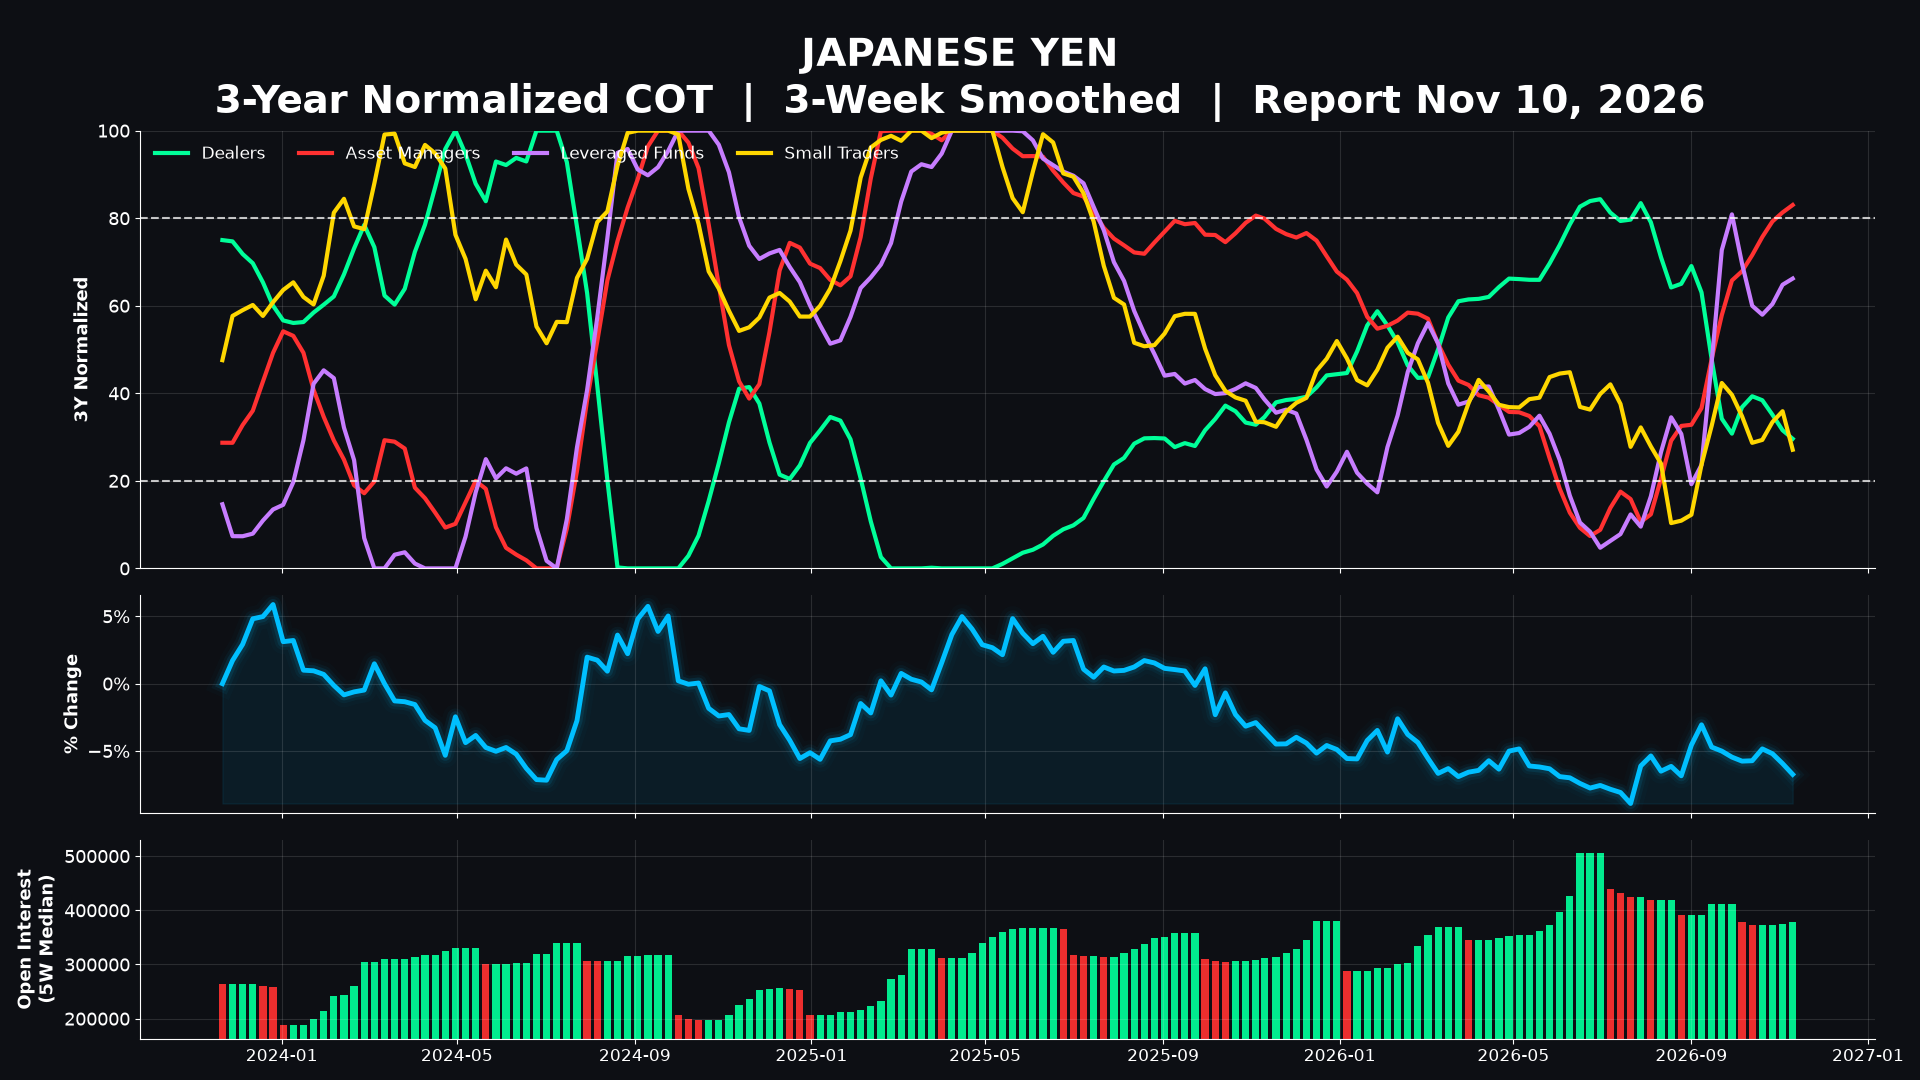 JAPANESE YEN
3-Year Normalized COT | 3-Week Smoothed | Report Nov 10, 2026
100
80
60
40
20
0
3Y Normalized
Dealers
Asset Managers
Leveraged Funds
Small Traders
5%
0%
−5%
% Change
500000
400000
300000
200000
Open Interest
(5W Median)
2024-01
2024-05
2024-09
2025-01
2025-05
2025-09
2026-01
2026-05
2026-09
2027-01